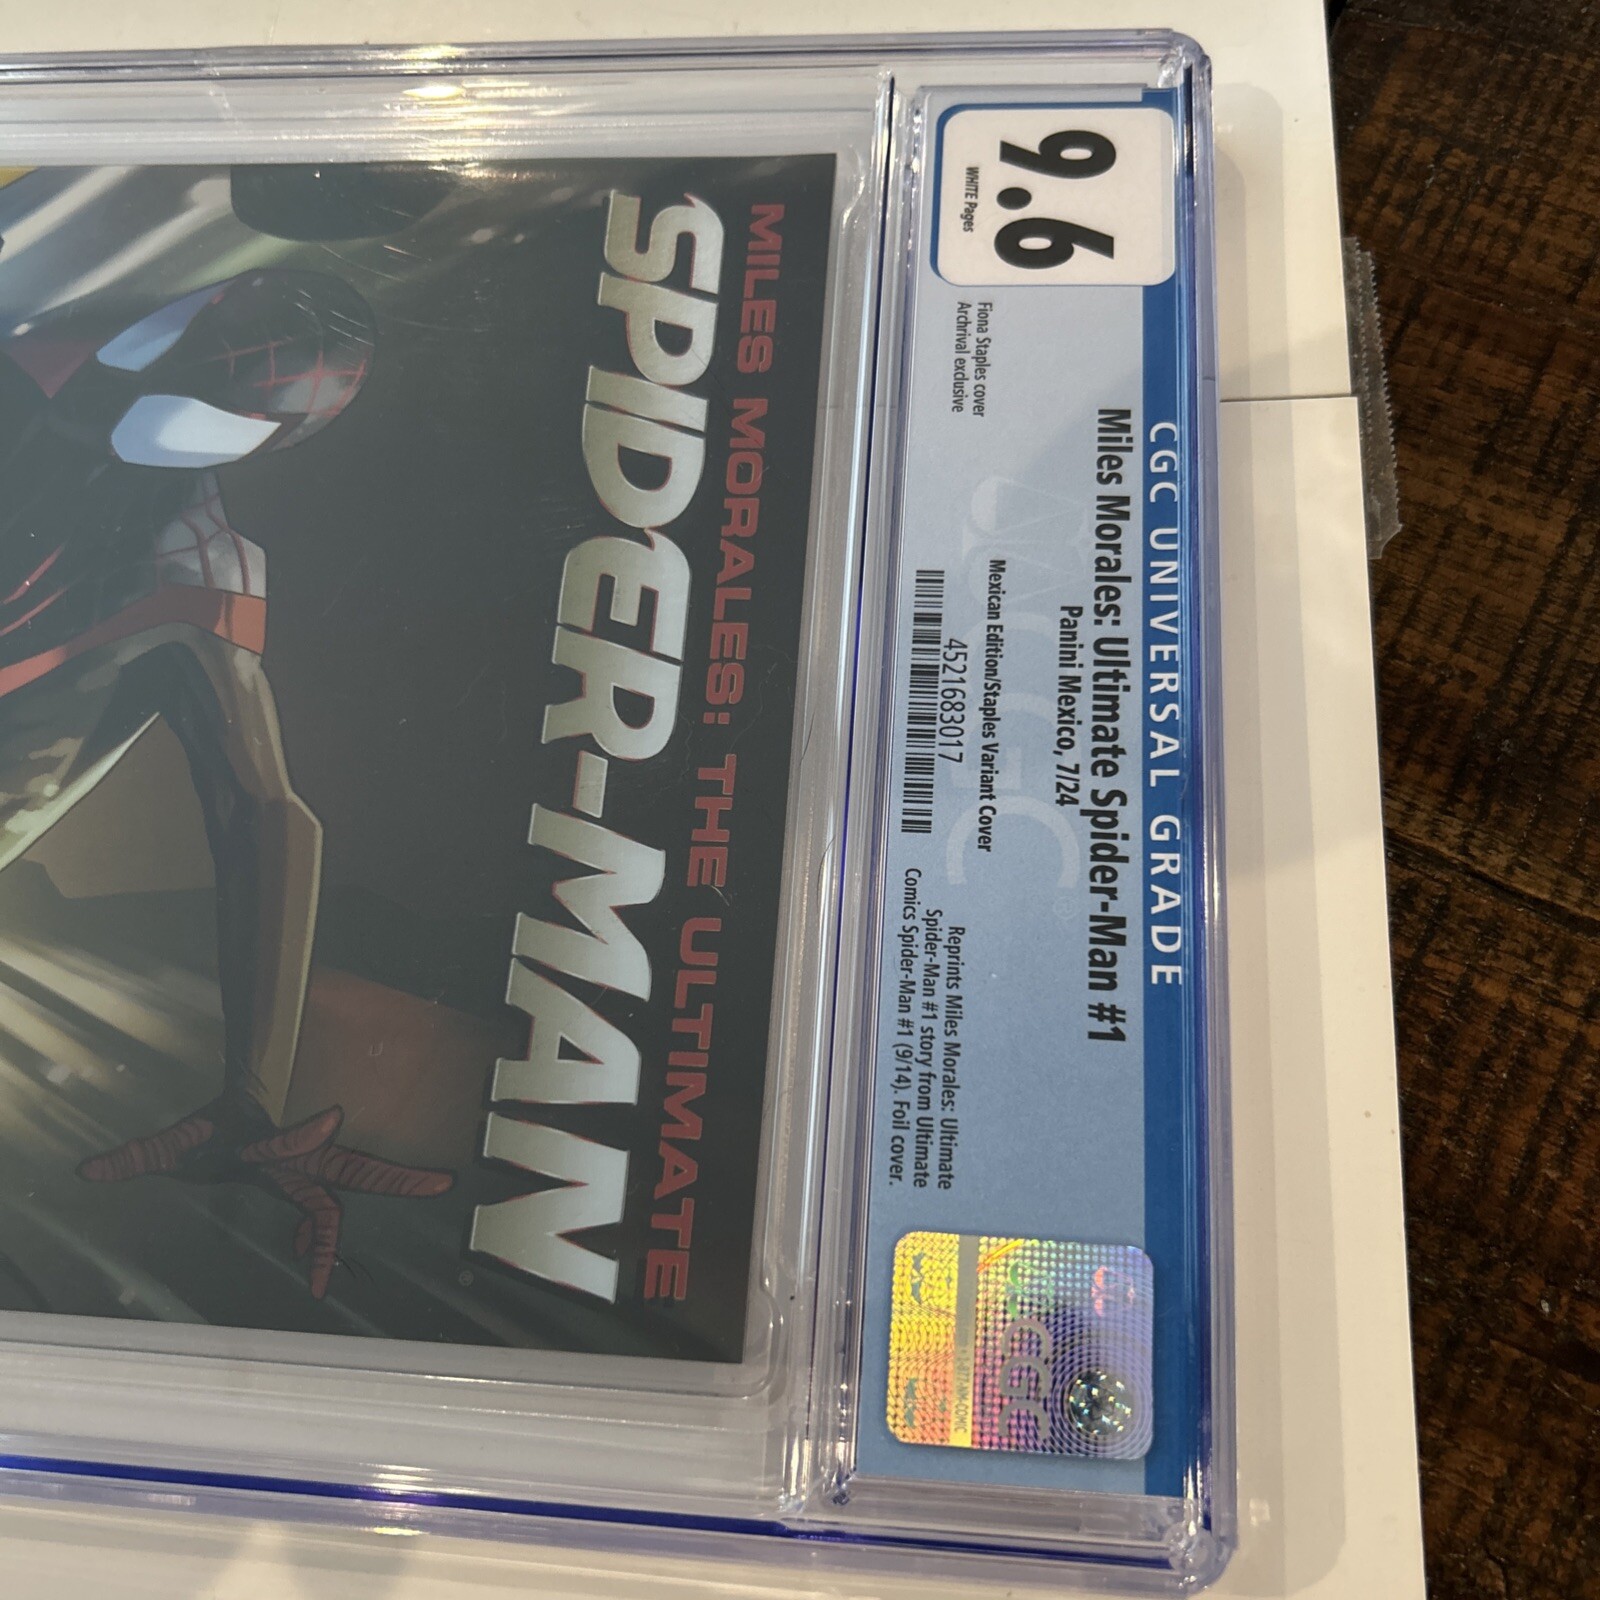 CGC UNIVERSAL GRADE
9.6
WHITE Pages
Miles Morales: Ultimate Spider-Man #1
Panini Mexico, 7/24
Fiona Staples cover
Archrival exclusive
Mexican Edition/Staples Variant Cover
4521683017
Reprints Miles Morales: Ultimate
Spider-Man #1 story from Ultimate
Comics Spider-Man #1 (9/14). Foil cover.
CGC
CGC
MILES MORALES: THE ULTIMATE
SPIDER-MAN
®